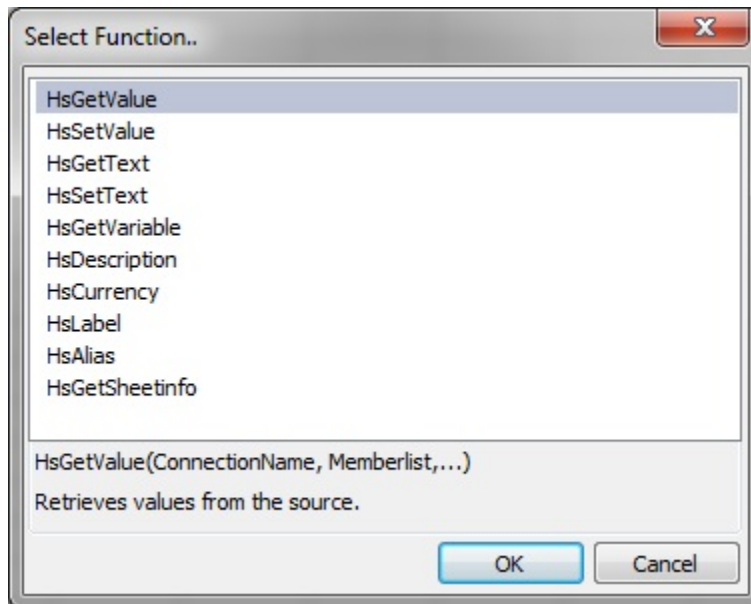 Select Function..
HsGetValue
HsSetValue
HsGetText
HsSetText
HsGetVariable
HsDescription
HsCurrency
HsLabel
HsAlias
HsGetSheetinfo
HsGetValue(ConnectionName, Memberlist,...)
Retrieves values from the source.
OK Cancel